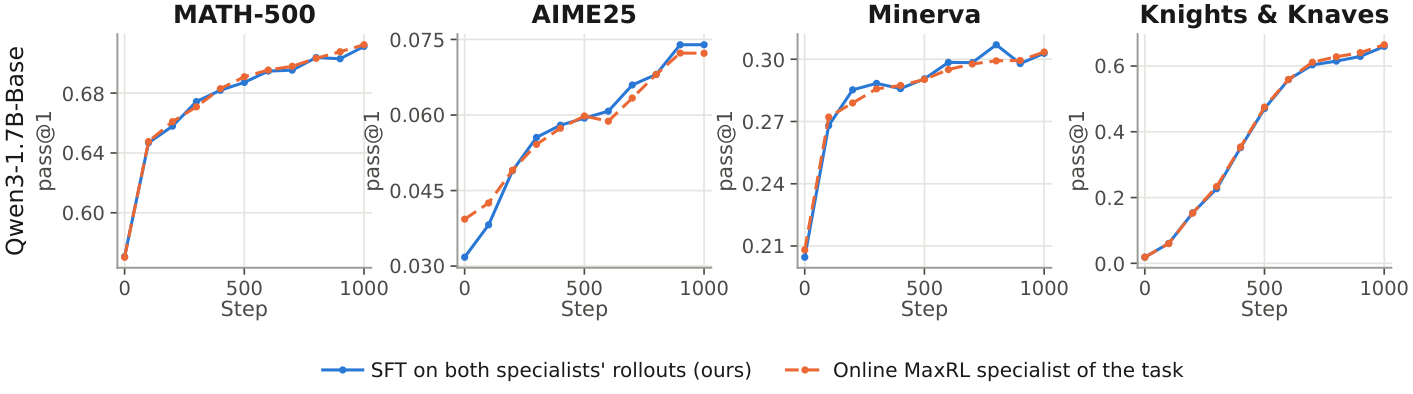 MATH-500
AIME25
Minerva
Knights & Knaves
Qwen3-1.7B-Base
pass@1
0.68
0.64
0.60
0
500
1000
Step
pass@1
0.075
0.060
0.045
0.030
0
500
1000
Step
pass@1
0.30
0.27
0.24
0.21
0
500
1000
Step
pass@1
0.6
0.4
0.2
0.0
0
500
1000
Step
SFT on both specialists' rollouts (ours)
Online MaxRL specialist of the task